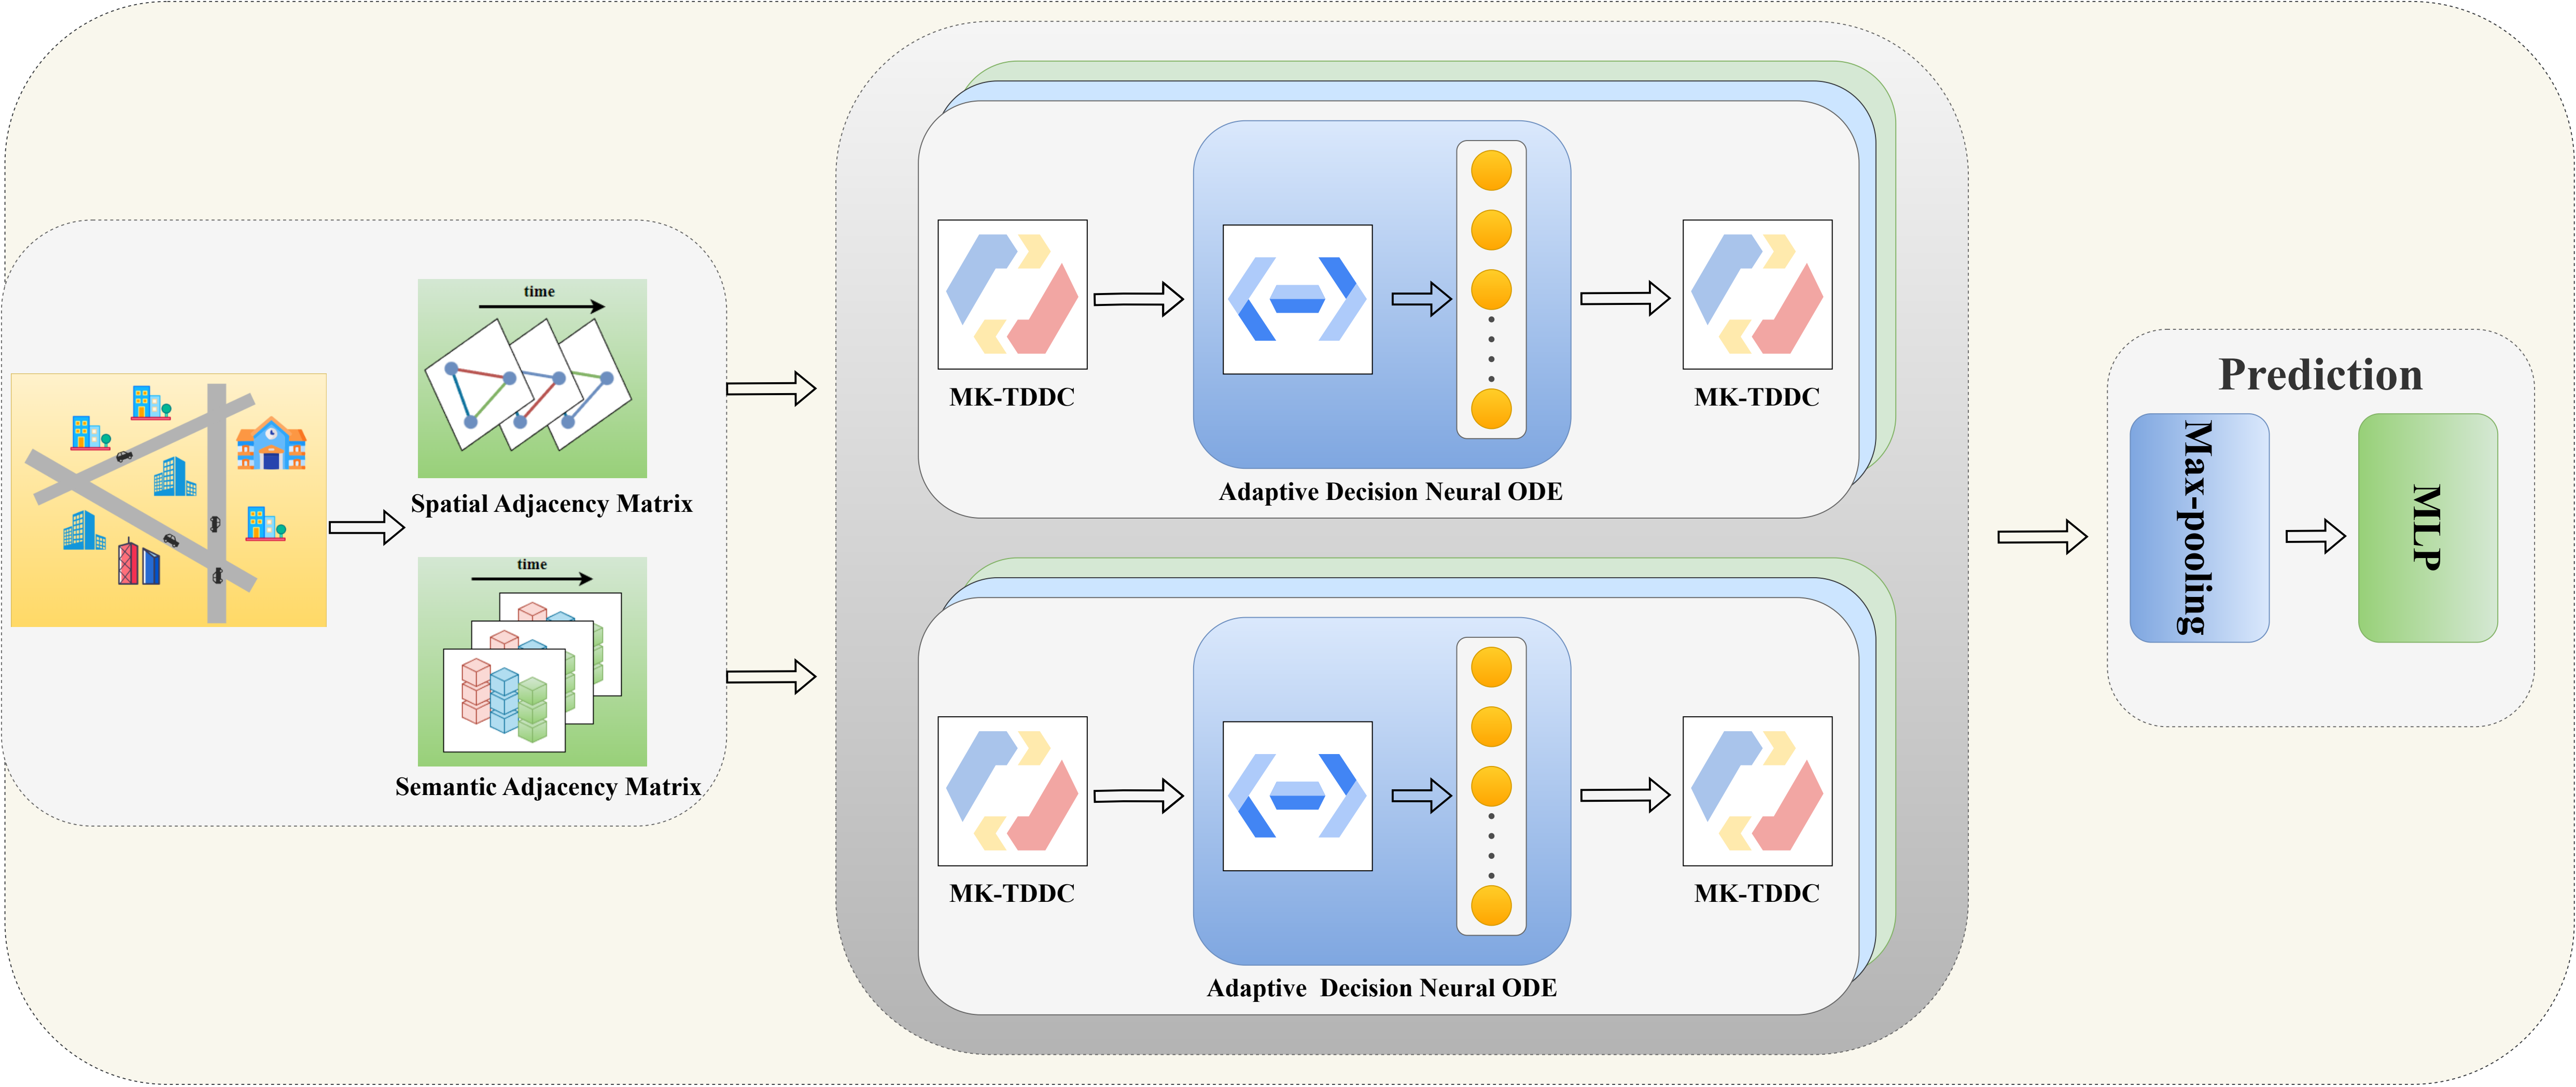 time
Spatial Adjacency Matrix
time
Semantic Adjacency Matrix
MK-TDDC
MK-TDDC
Adaptive Decision Neural ODE
MK-TDDC
MK-TDDC
Adaptive Decision Neural ODE
Prediction
Max-pooling
MLP